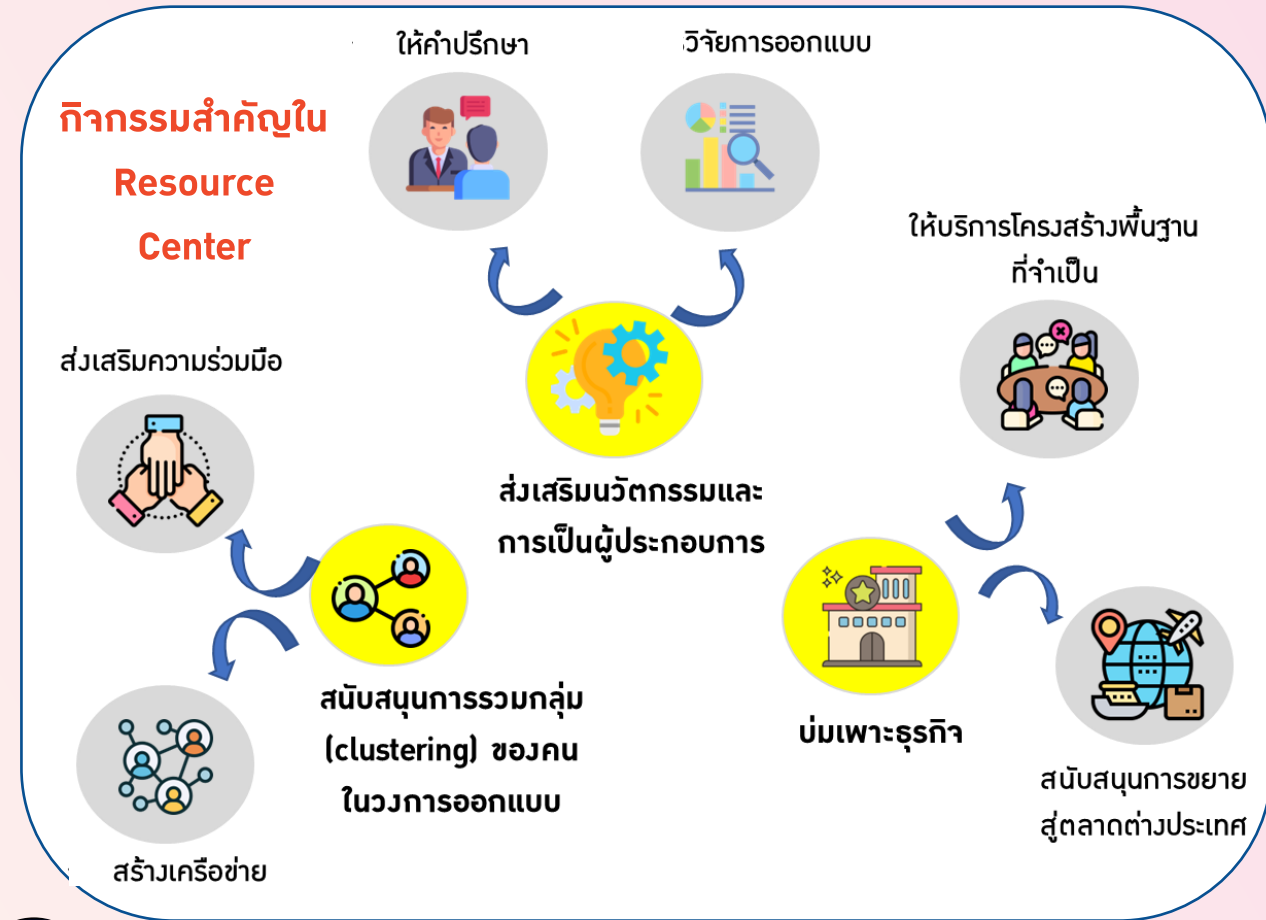 กิจกรรมสำคัญใน
Resource
Center
ให้คำปรึกษา
วิจัยการออกแบบ
ให้บริการโครงสร้างพื้นฐาน
ที่จำเป็น
ส่งเสริมความร่วมมือ
ส่งเสริมนวัตกรรมและ
การเป็นผู้ประกอบการ
สนับสนุนการรวมกลุ่ม
(clustering) ของคน
ในวงการออกแบบ
บ่มเพาะธุรกิจ
สนับสนุนการขยาย
สู่ตลาดต่างประเทศ
สร้างเครือข่าย